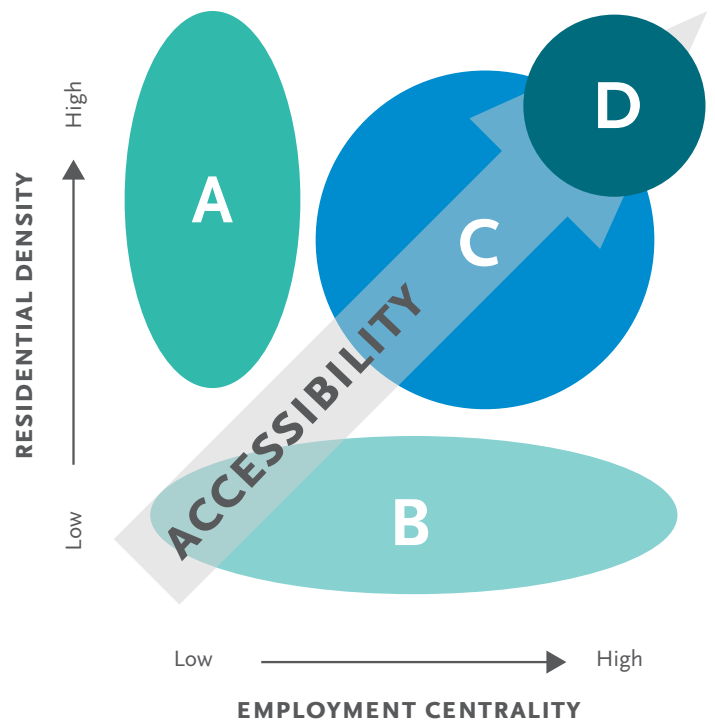 High
D
A
RESIDENTIAL DENSITY
C
ACCESSIBILITY
B
Low
Low
High
EMPLOYMENT CENTRALITY